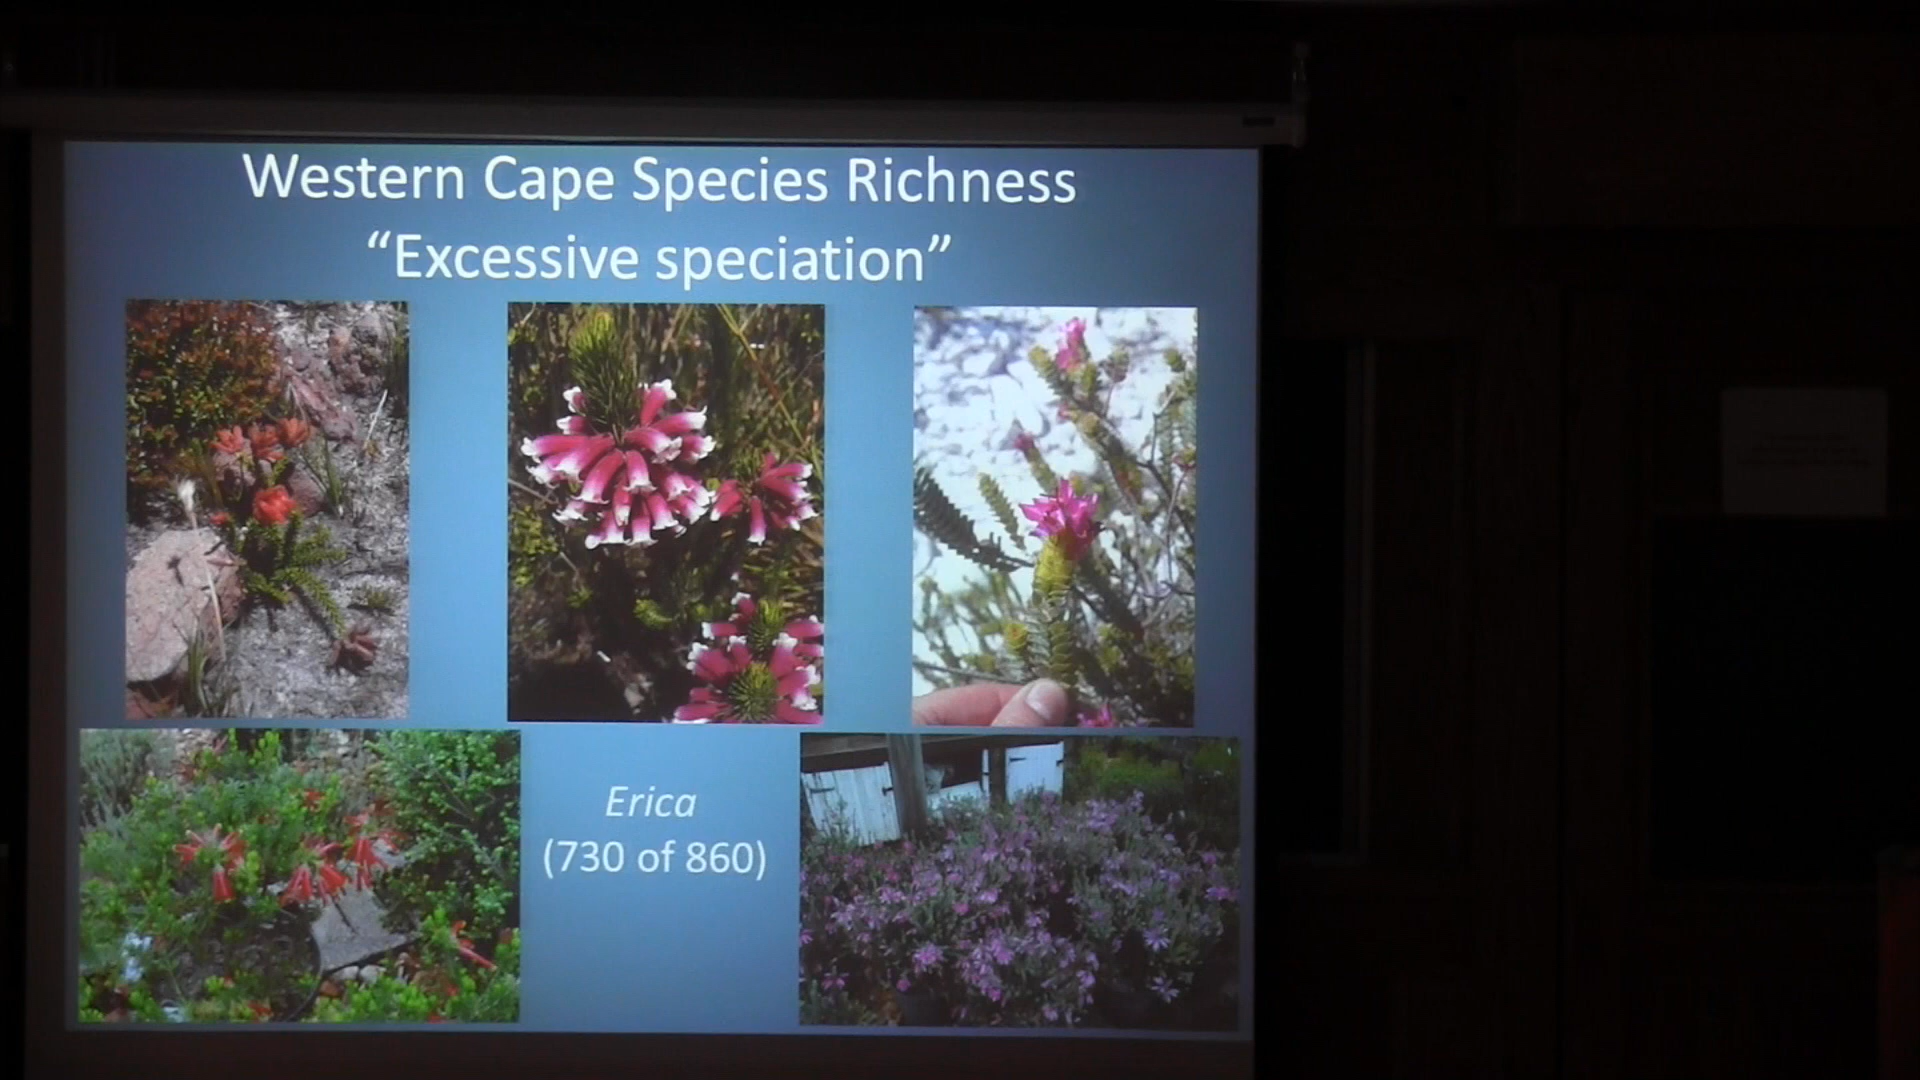 Western Cape Species Richness
“Excessive speciation”
Erica
(730 of 860)